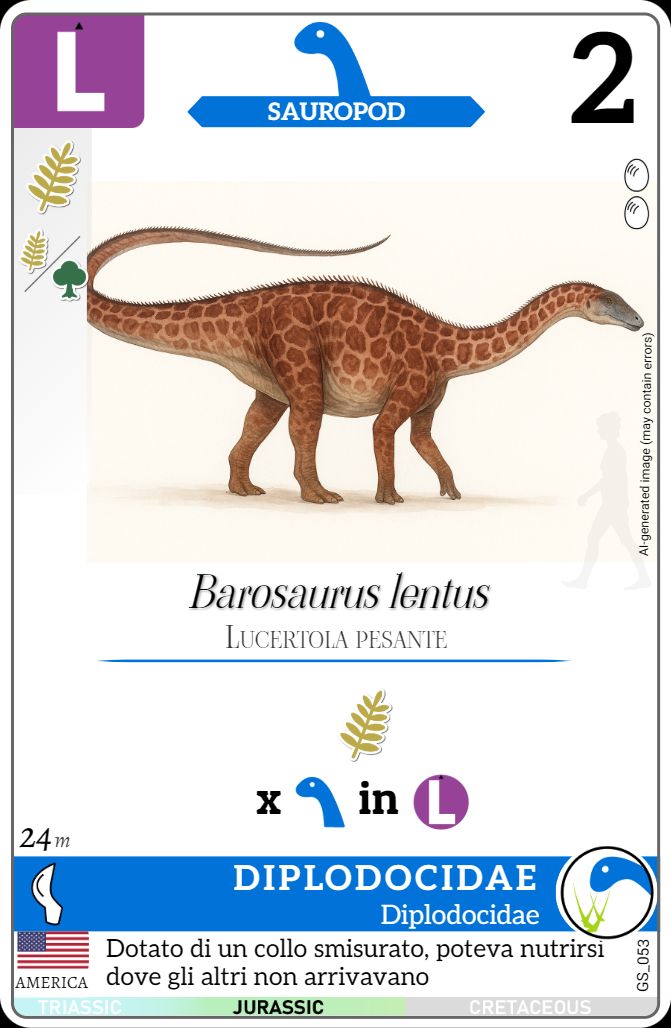 L
SAUROPOD
2
AI-generated image (may contain errors)
Barosaurus lentus
Lucertola pesante
x in L
24 m
DIPLODOCIDAE
Diplodocidae
AMERICA
Dotato di un collo smisurato, poteva nutrirsi
dove gli altri non arrivavano
GS_053
TRIASSIC JURASSIC CRETACEOUS